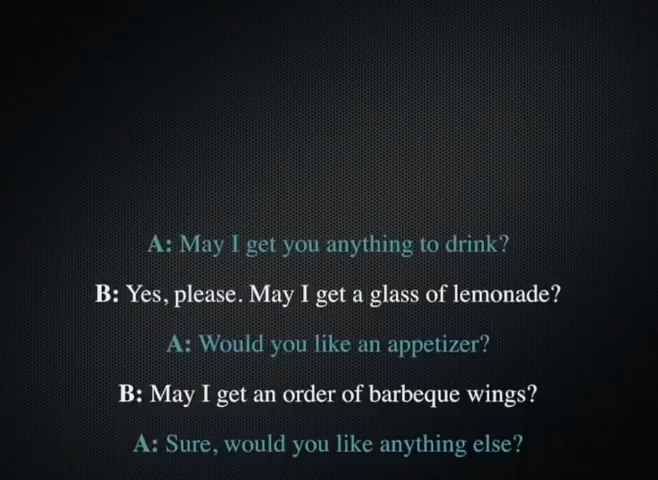 A: May I get you anything to drink?
B: Yes, please. May I get a glass of lemonade?
A: Would you like an appetizer?
B: May I get an order of barbeque wings?
A: Sure, would you like anything else?